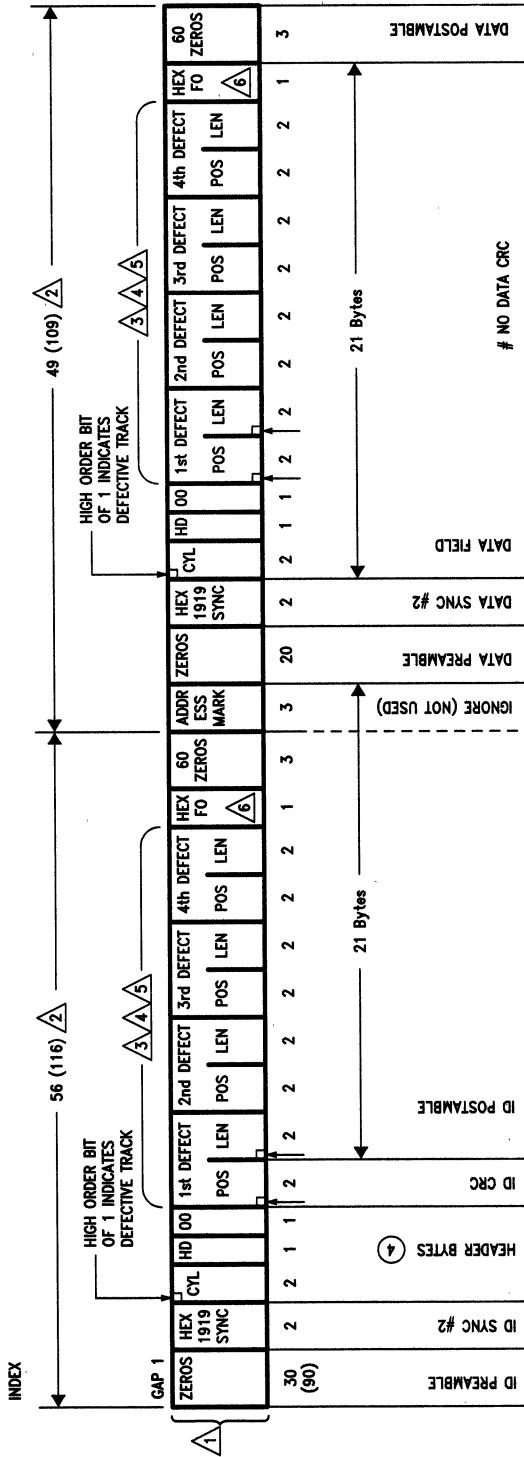 INDEX
56 (116) 2
49 (109) 2
HIGH ORDER BIT
OF 1 INDICATES
DEFECTIVE TRACK
3 4 5
HIGH ORDER BIT
OF 1 INDICATES
DEFECTIVE TRACK
3 4 5
GAP 1
1
ZEROS
HEX
1919
SYNC
CYL
HD
00
1st DEFECT
POS LEN
2nd DEFECT
POS LEN
3rd DEFECT
POS LEN
4th DEFECT
POS LEN
HEX
FO
6
60
ZEROS
ADDR
ESS
MARK
ZEROS
HEX
1919
SYNC
CYL
HD
00
1st DEFECT
POS LEN
2nd DEFECT
POS LEN
3rd DEFECT
POS LEN
4th DEFECT
POS LEN
HEX
FO
6
60
ZEROS
30 2 2 1 1 2 2 2 2 2 2 2 2 1 3 3 20 2 2 1 1 2 2 2 2 2 2 2 2 1 3
(90)
21 Bytes
21 Bytes
ID PREAMBLE
ID SYNC #2
HEADER BYTES
4
ID CRC
ID POSTAMBLE
IGNORE (NOT USED)
DATA PREAMBLE
DATA SYNC #2
DATA FIELD
# NO DATA CRC
DATA POSTAMBLE